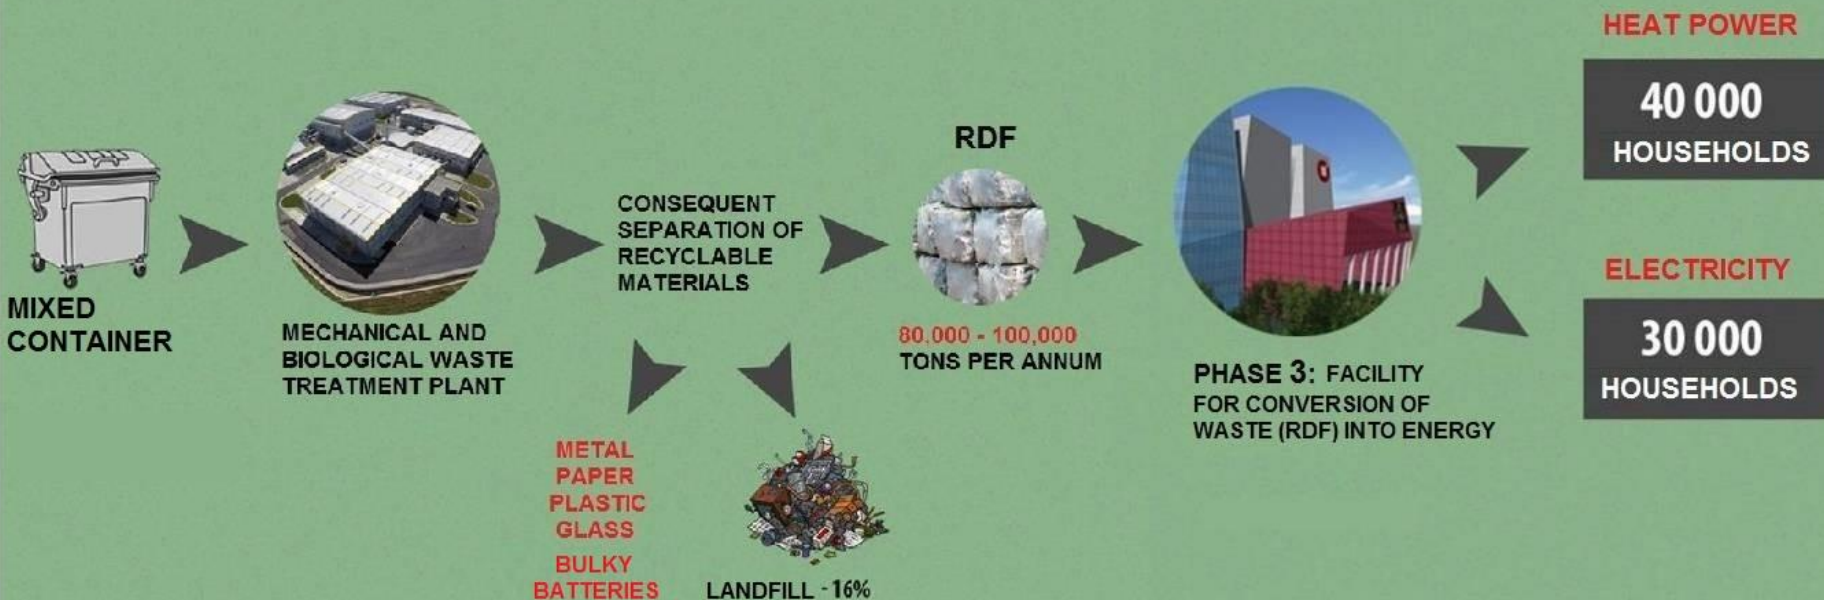 MIXED
CONTAINER
MECHANICAL AND
BIOLOGICAL WASTE
TREATMENT PLANT
CONSEQUENT
SEPARATION OF
RECYCLABLE
MATERIALS
METAL
PAPER
PLASTIC
GLASS
BULKY
BATTERIES
LANDFILL - 16%
RDF
80,000 - 100,000
TONS PER ANNUM
PHASE 3: FACILITY
FOR CONVERSION OF
WASTE (RDF) INTO ENERGY
HEAT POWER
40 000
HOUSEHOLDS
ELECTRICITY
30 000
HOUSEHOLDS